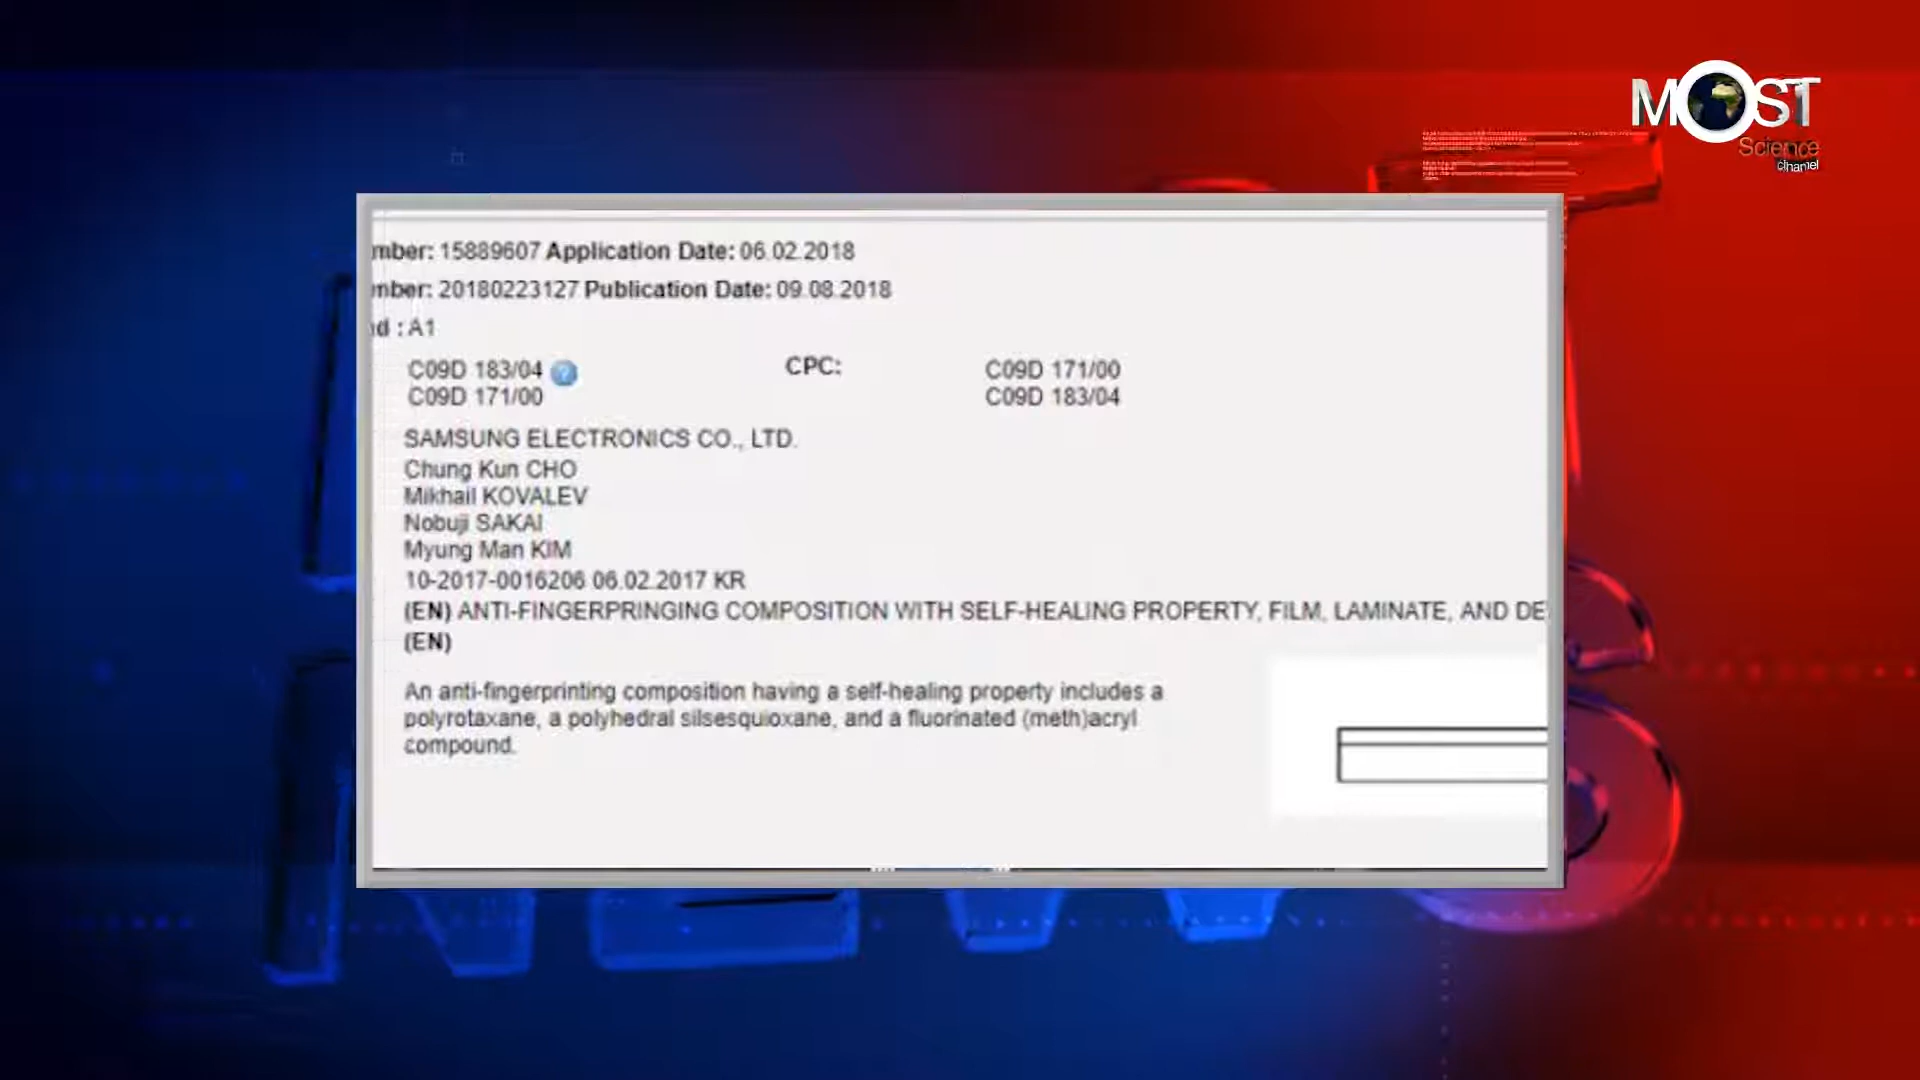 MOST
Science
channel
mber: 15889607 Application Date: 06.02.2018
mber: 20180223127 Publication Date: 09.08.2018
d : A1
C09D 183/04 ? CPC: C09D 171/00
C09D 171/00 C09D 183/04
SAMSUNG ELECTRONICS CO., LTD.
Chung Kun CHO
Mikhail KOVALEV
Nobuji SAKAI
Myung Man KIM
10-2017-0016206 06.02.2017 KR
(EN) ANTI-FINGERPRINGING COMPOSITION WITH SELF-HEALING PROPERTY, FILM, LAMINATE, AND DE
(EN)
An anti-fingerprinting composition having a self-healing property includes a
polyrotaxane, a polyhedral silsesquioxane, and a fluorinated (meth)acryl
compound.